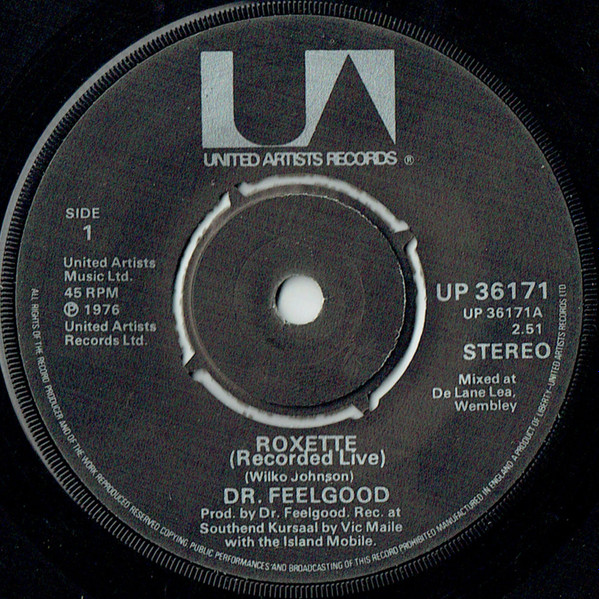 UA
UNITED ARTISTS RECORDS ®
SIDE
1
United Artists
Music Ltd.
45 RPM
Ⓟ 1976
United Artists
Records Ltd.
UP 36171
UP 36171A
2.51
STEREO
Mixed at
De Lane Lea,
Wembley
ROXETTE
(Recorded Live)
(Wilko Johnson)
DR. FEELGOOD
Prod. by Dr. Feelgood. Rec. at
Southend Kursaal by Vic Maile
with the Island Mobile.
ALL RIGHTS OF THE RECORD PRODUCER AND OF THE WORK REPRODUCED RESERVED COPYING, PUBLIC PERFORMANCES AND BROADCASTING OF THIS RECORD PROHIBITED MANUFACTURED IN ENGLAND A PRODUCT OF LIBERTY-UNITED ARTISTS RECORDS LTD